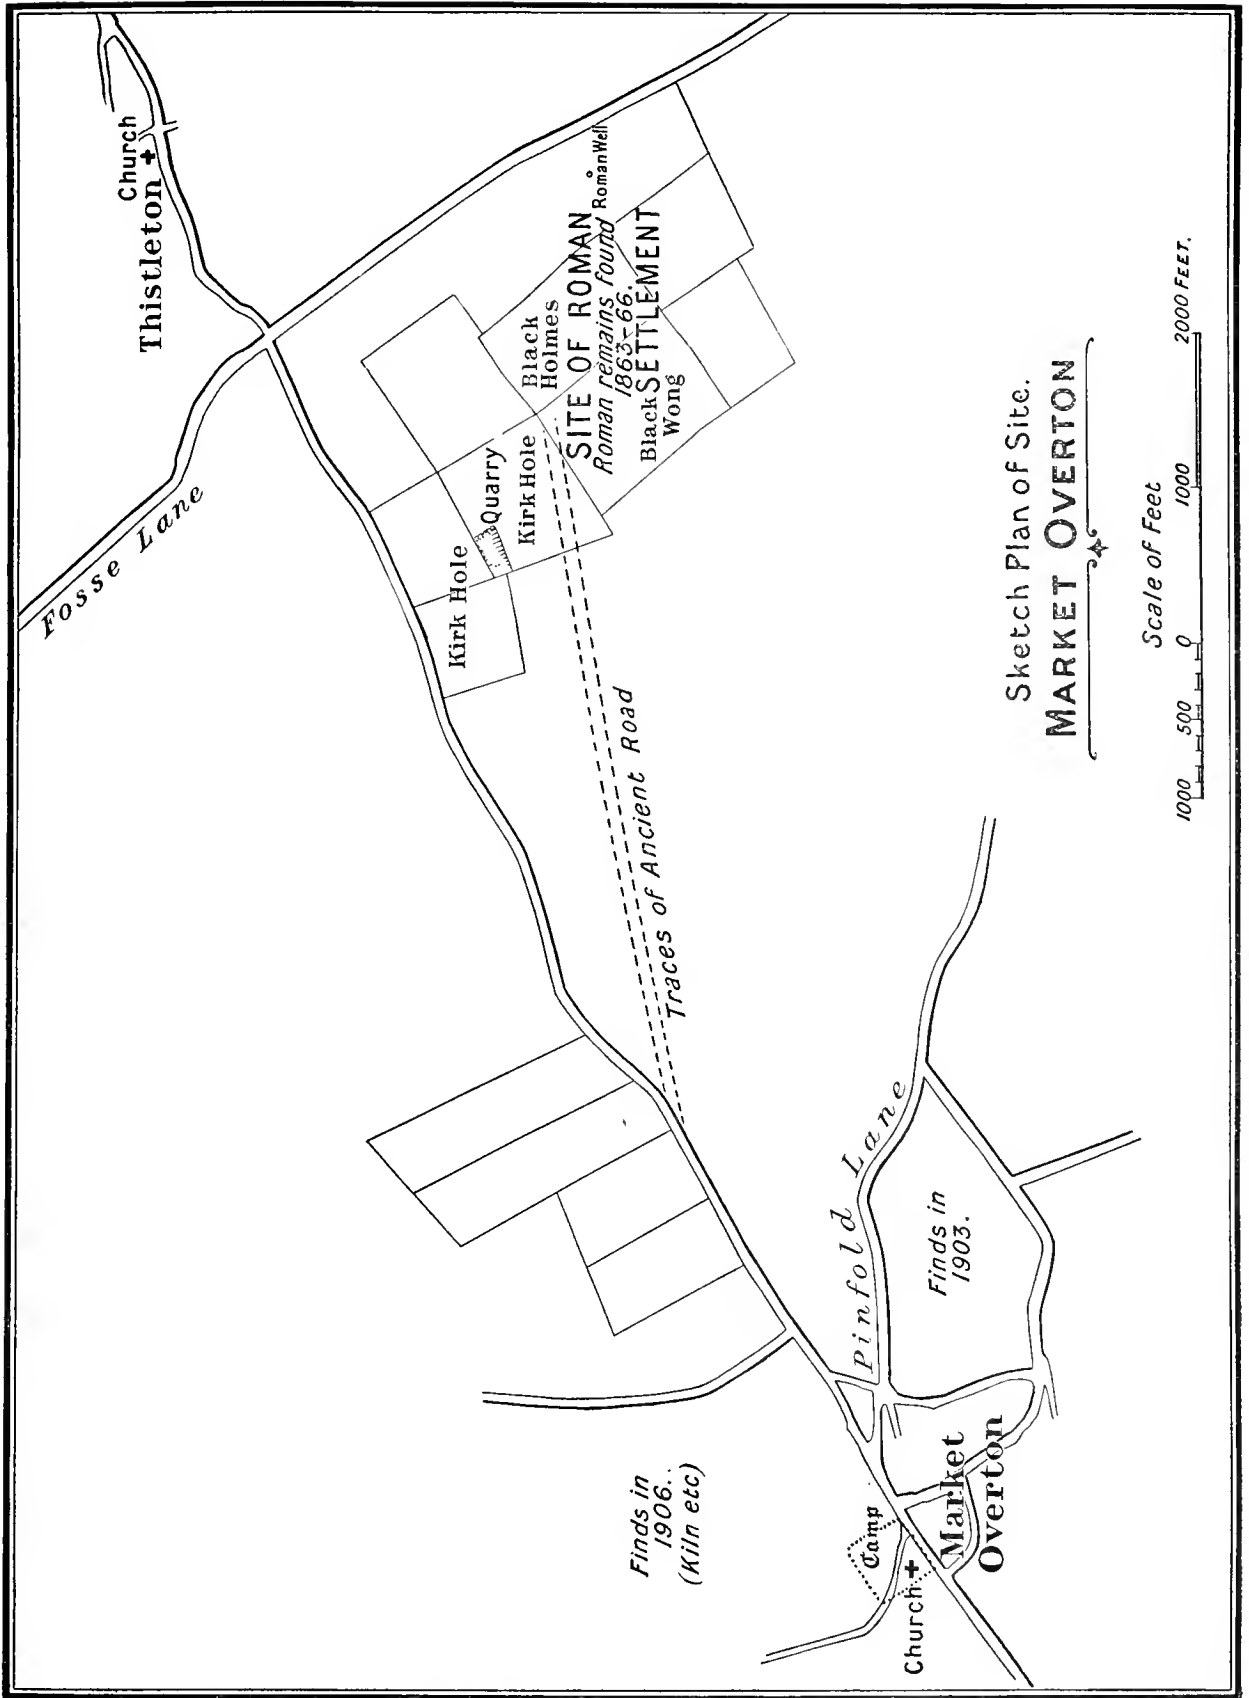 Church
Thistleton
Fosse Lane
Quarry
Kirk Hole
Kirk Hole
Black
Holmes
SITE OF ROMAN
Roman remains found
1863-66.
SETTLEMENT
Black
Wong
Roman Well
Traces of Ancient Road
Pinfold Lane
Finds in
1903.
Finds in
1906.
(Kiln etc)
Camp
Church
Market
Overton
Sketch Plan of Site.
MARKET OVERTON
Scale of Feet
1000 500 0 1000 2000 FEET.